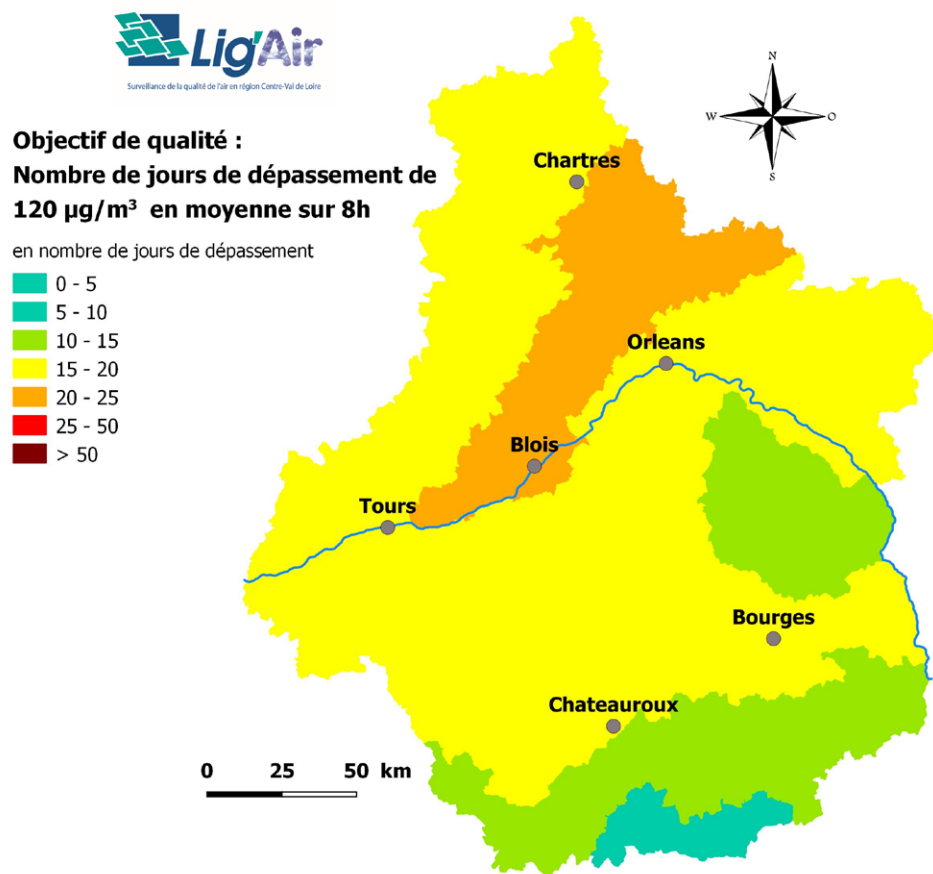 Lig'Air
Surveillance de la qualité de l'air en région Centre-Val de Loire
Objectif de qualité :
Nombre de jours de dépassement de
120 µg/m³ en moyenne sur 8h
en nombre de jours de dépassement
0 - 5
5 - 10
10 - 15
15 - 20
20 - 25
25 - 50
> 50
N
W
O
S
Chartres
Orleans
Blois
Tours
Bourges
Chateauroux
0 25 50 km